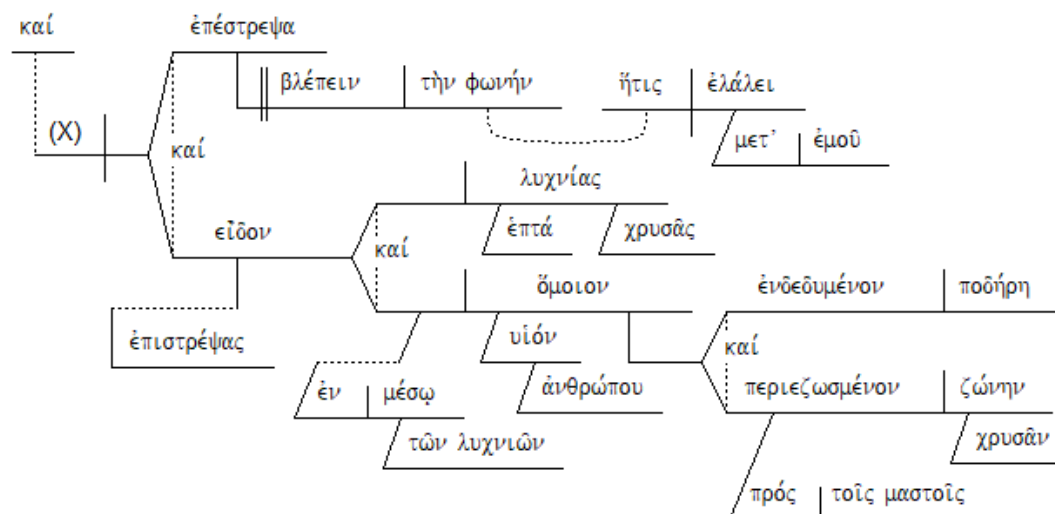 καί ἐπέστρεψα
βλέπειν τὴν φωνήν ἥτις ἐλάλει
(X) καί μετʼ ἐμοῦ
λυχνίας
εἶδον καί ἑπτά χρυσᾶς
ὅμοιον ἐνδεδυμένον ποδήρη
ἐπιστρέψας υἱόν καί
ἐν μέσῳ ἀνθρώπου περιεζωσμένον ζώνην
τῶν λυχνιῶν χρυσᾶν
πρός τοῖς μαστοῖς